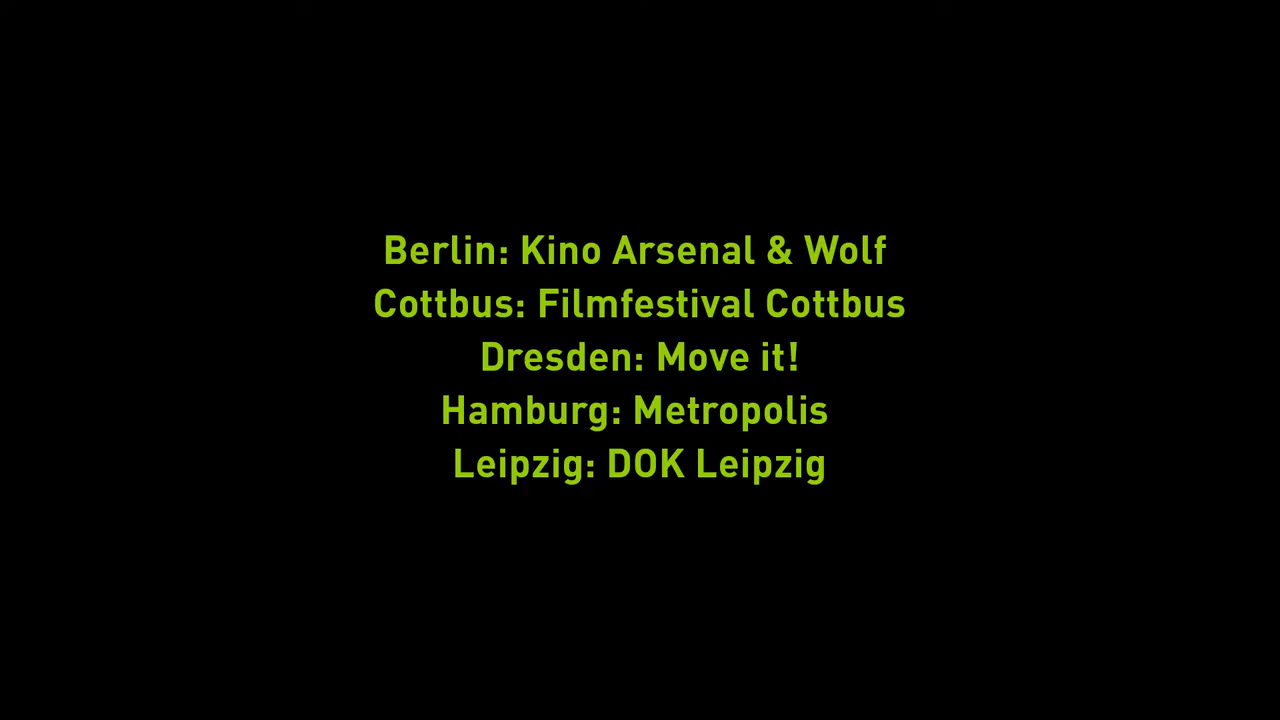 Berlin: Kino Arsenal & Wolf
Cottbus: Filmfestival Cottbus
Dresden: Move it!
Hamburg: Metropolis
Leipzig: DOK Leipzig